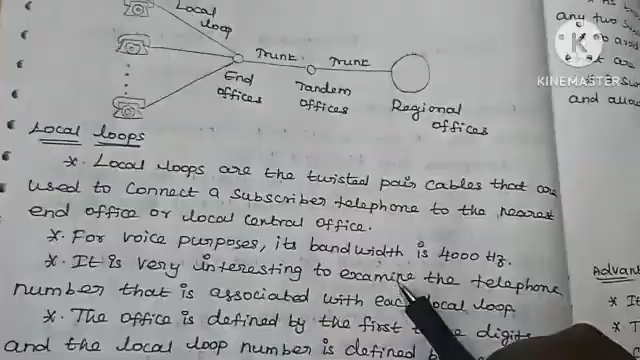 Local
loop
Trunk
Trunk
End
offices
Tandem
offices
Regional
offices
any two
KINEMASTER
and
Local loops
*. Local loops are the twisted pair cables that are
used to connect a subscriber telephone to the nearest
end office or local central office.
*. For voice purposes, its bandwidth is 4000 Hz.
*. It is very interesting to examine the telephone
number that is associated with each local loop.
*. The office is defined by the first digits
and the local loop number is defined
Advant
* It
* T